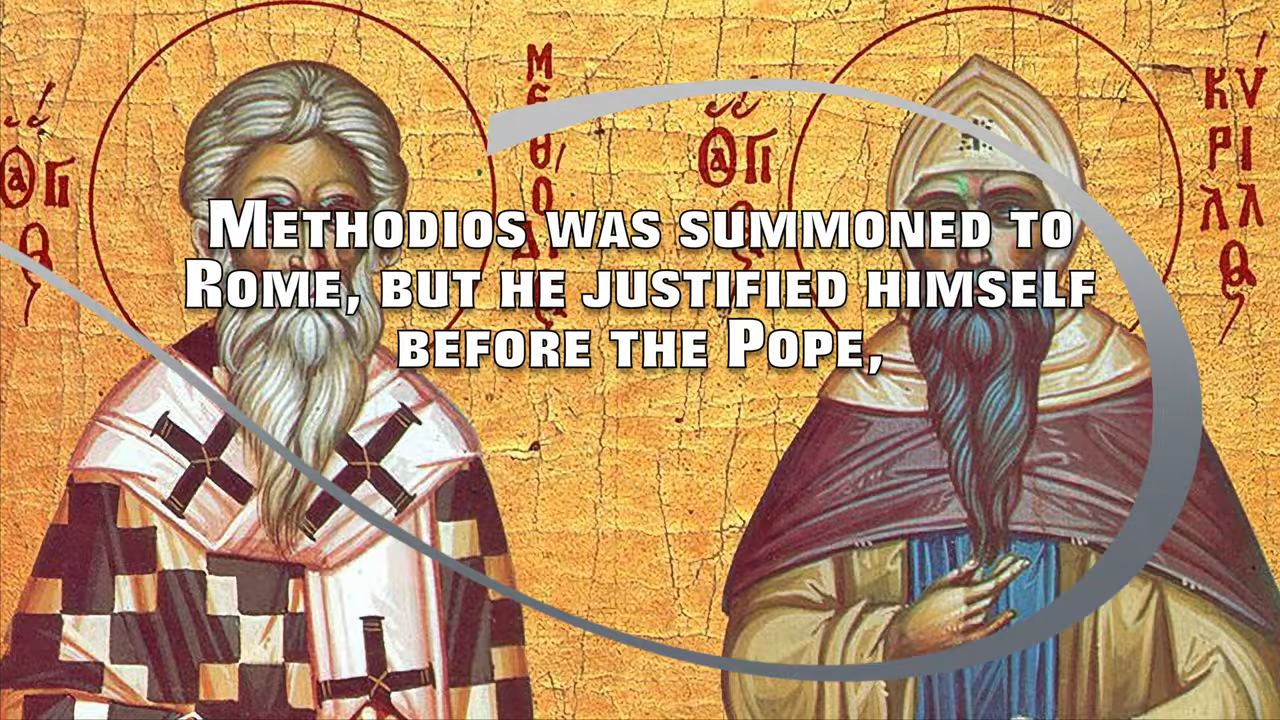 Methodios was summoned to
Rome, but he justified himself
before the Pope,
Κ Υ
Ρ Ι
Λ Λ
Ο
ς